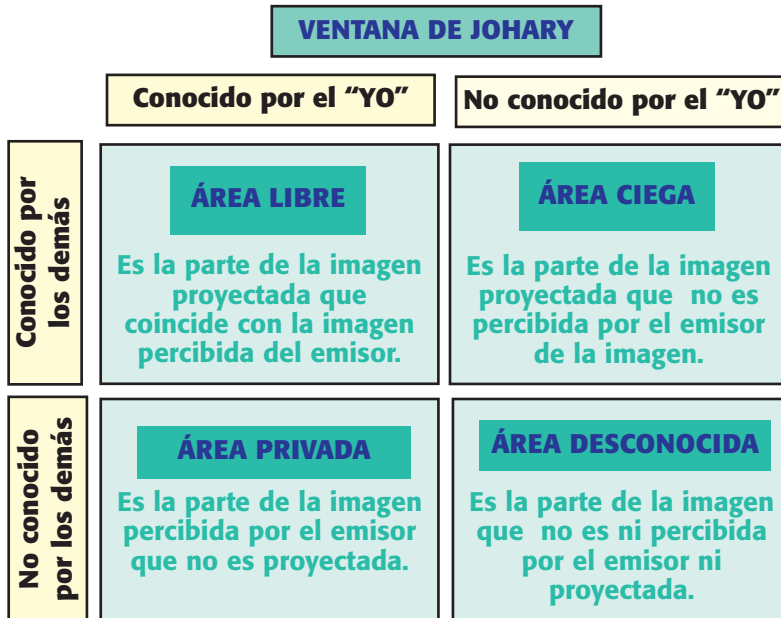 VENTANA DE JOHARY
Conocido por el “YO”
No conocido por el “YO”
Conocido por
los demás
ÁREA LIBRE
Es la parte de la imagen
proyectada que
coincide con la imagen
percibida del emisor.
ÁREA CIEGA
Es la parte de la imagen
proyectada que no es
percibida por el emisor
de la imagen.
No conocido
por los demás
ÁREA PRIVADA
Es la parte de la imagen
percibida por el emisor
que no es proyectada.
ÁREA DESCONOCIDA
Es la parte de la imagen
que no es ni percibida
por el emisor ni
proyectada.